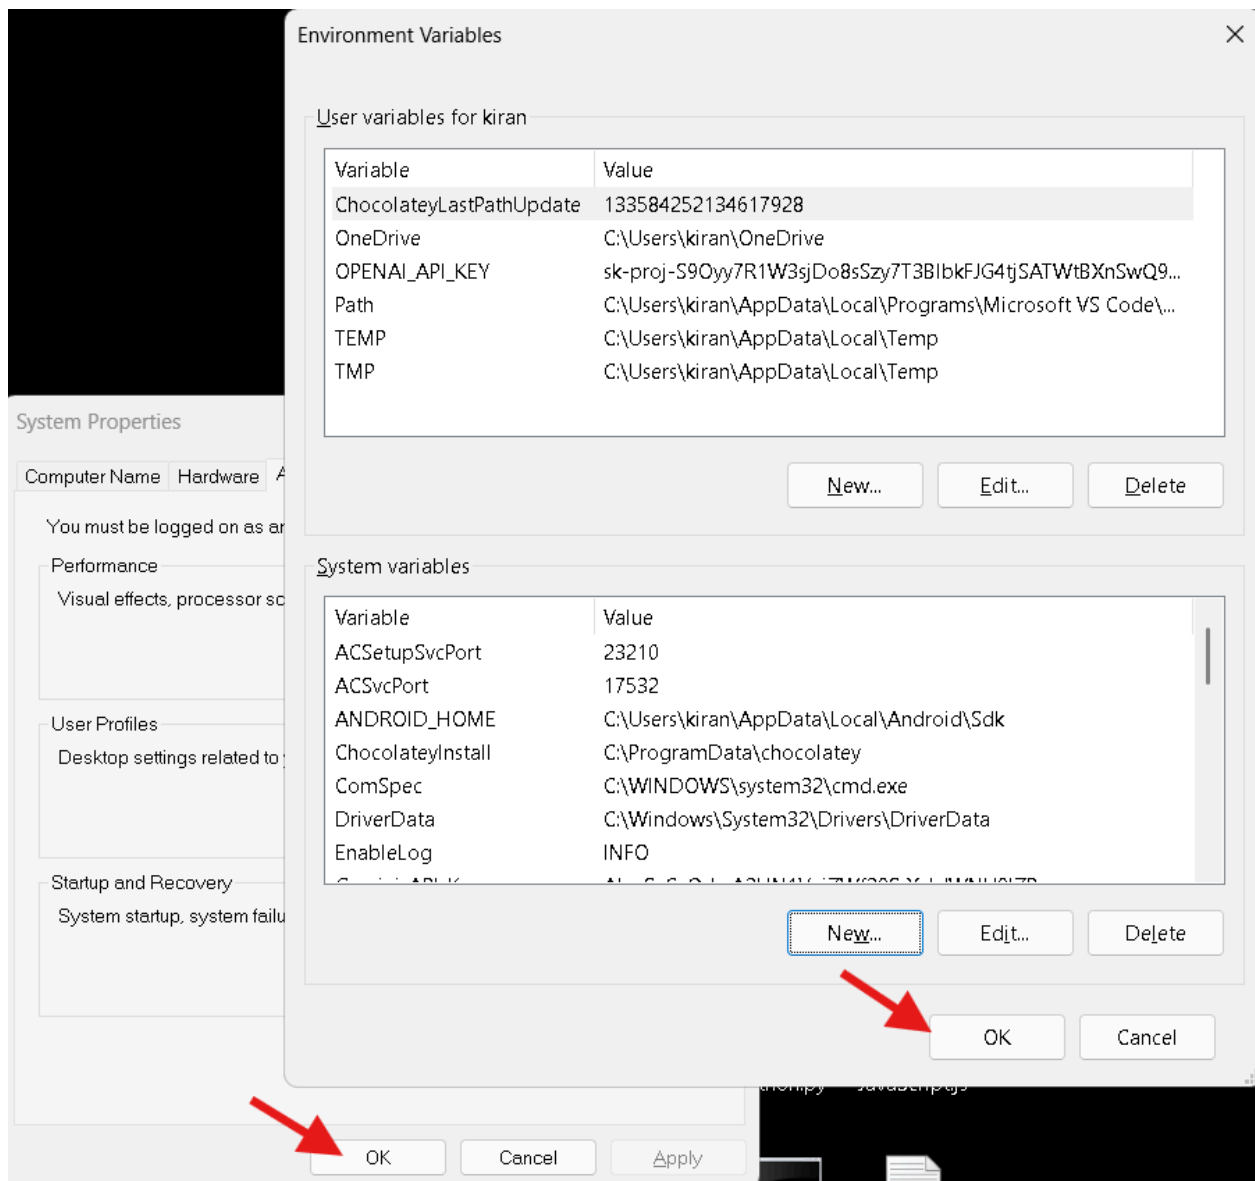 Environment Variables
User variables for kiran
Variable Value
ChocolateyLastPathUpdate 133584252134617928
OneDrive C:\Users\kiran\OneDrive
OPENAI_API_KEY sk-proj-S9Oyy7R1W3sjDo8sSzy7T3BlbkFJG4tjSATWtBXnSwQ9...
Path C:\Users\kiran\AppData\Local\Programs\Microsoft VS Code\...
TEMP C:\Users\kiran\AppData\Local\Temp
TMP C:\Users\kiran\AppData\Local\Temp
New... Edit... Delete
System variables
Variable Value
ACSetupSvcPort 23210
ACSvcPort 17532
ANDROID_HOME C:\Users\kiran\AppData\Local\Android\Sdk
ChocolateyInstall C:\ProgramData\chocolatey
ComSpec C:\WINDOWS\system32\cmd.exe
DriverData C:\Windows\System32\Drivers\DriverData
EnableLog INFO
New... Edit... Delete
OK Cancel
System Properties
Computer Name Hardware
You must be logged on as
Performance
Visual effects, processor
User Profiles
Desktop settings related to
Startup and Recovery
System startup, system
OK Cancel Apply